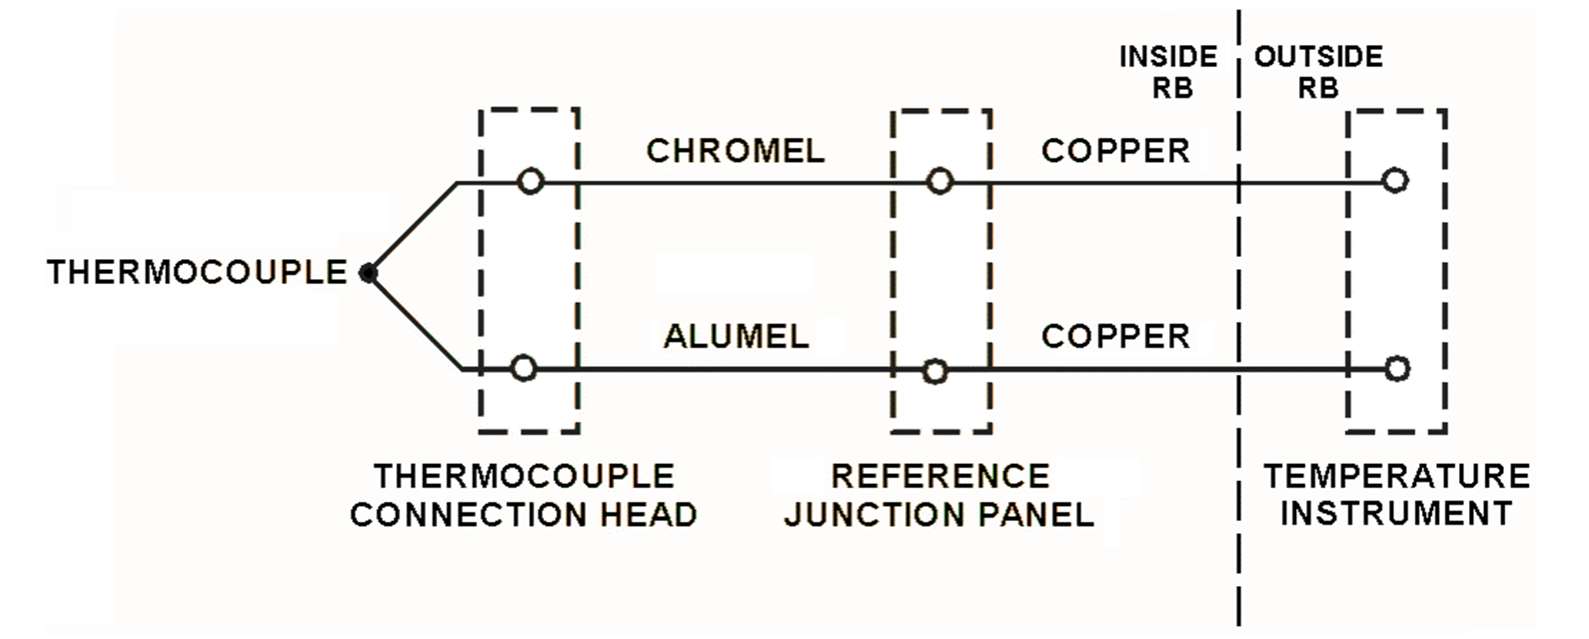 INSIDE
RB
OUTSIDE
RB
CHROMEL
COPPER
THERMOCOUPLE
ALUMEL
COPPER
THERMOCOUPLE
CONNECTION HEAD
REFERENCE
JUNCTION PANEL
TEMPERATURE
INSTRUMENT